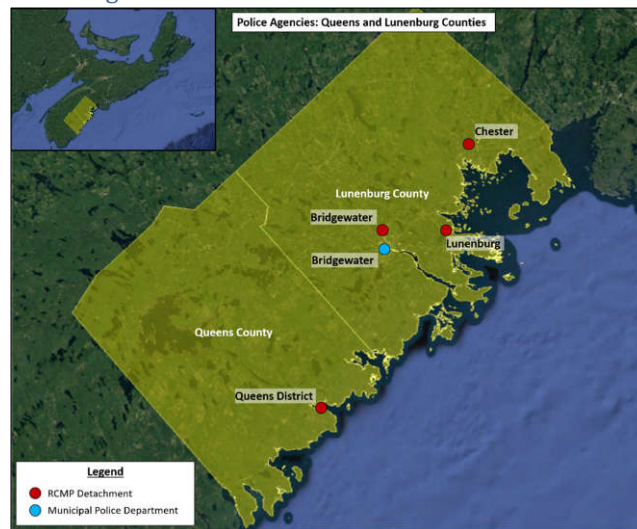 Police Agencies: Queens and Lunenburg Counties
Chester
Lunenburg County
Bridgewater
Lunenburg
Bridgewater
Queens County
Queens District
Legend
RCMP Detachment
Municipal Police Department